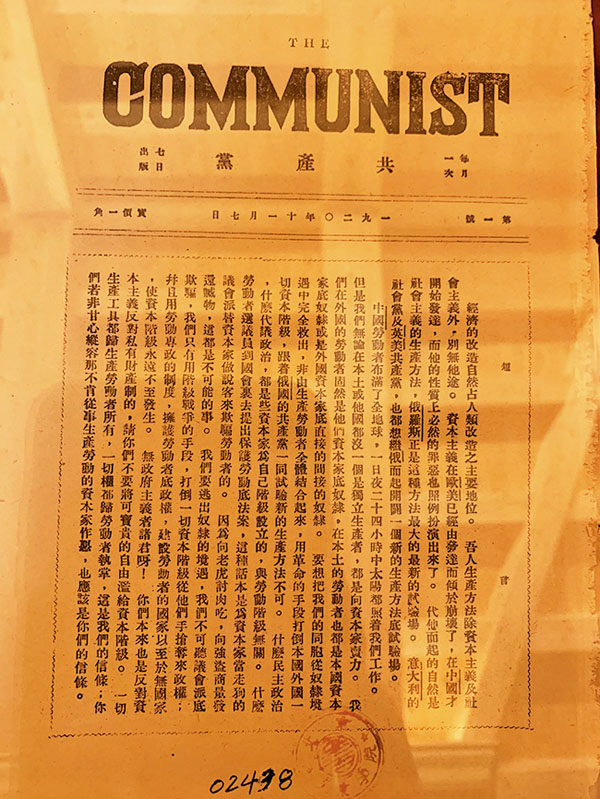 THE
COMMUNIST
每月一次
共產黨
七日出版
第一號
一九二〇年十一月七日
實價一角
短言
經濟的改造自然占人類改造之主要地位。 吾人生產方法除資本主義及社
會主義外,別無他途。 資本主義在歐美已經由發達而傾於崩壞了,在中國才
開始發達,而他的性質上必然的罪惡也照例扮演出來了。 代他而起的自然是
社會主義的生產方法,俄羅斯正是這種方法最大的最新的試驗場。 意大利的
社會黨及英美共產黨,也都想繼俄而起開闢一個新的生產方法底試驗場。
中國勞動者布滿了全地球,一日夜二十四小時中太陽都照着我們工作。
但是我們無論在本土或他國都沒一個是獨立生產者,都是向資本家賣力。 我
們在外國的勞動者固然是他們資本家底奴隸,在本土的勞動者也都是本國資本
家底奴隸或是外國資本家底直接的間接的奴隸。 要想把我們的同胞從奴隸境
遇中完全救出,非由生產勞動者全體結合起來,用革命的手段打倒本國外國一
切資本階級,跟着俄國的共產黨一同試驗新的生產方法不可。 什麼民主政治
,什麼代議政治,都是些資本家為自己階級設立的,與勞動階級無關。 什麼
勞動者選議員到國會裏去提出保護勞動底法案,這種話本是為資本家當走狗的
議會派替資本家做說客來欺騙勞動者的。 因為向老虎討肉吃,向強盜商量發
還贓物,這都是不可能的事。 我們要逃出奴隸的境遇,我們不可聽議會派底
欺騙,我們只有用階級戰爭的手段,打倒一切資本階級從他們手搶奪來政權;
幷且用勞動專政的制度,擁護勞動者底政權,建設勞動者的國家以至於無國家
,使資本階級永遠不至發生。 無政府主義者諸君呀! 你們本來也是反對資
本主義反對私有財產制的,請你們不要將可寶貴的自由濫給資本階級。 一切
生產工具都歸生產勞動者所有,一切權都歸勞動者執掌,這是我們的信條;你
們若非甘心縱容那不肯從事生產勞動的資本家作惡,也應該是你們的信條。
02478